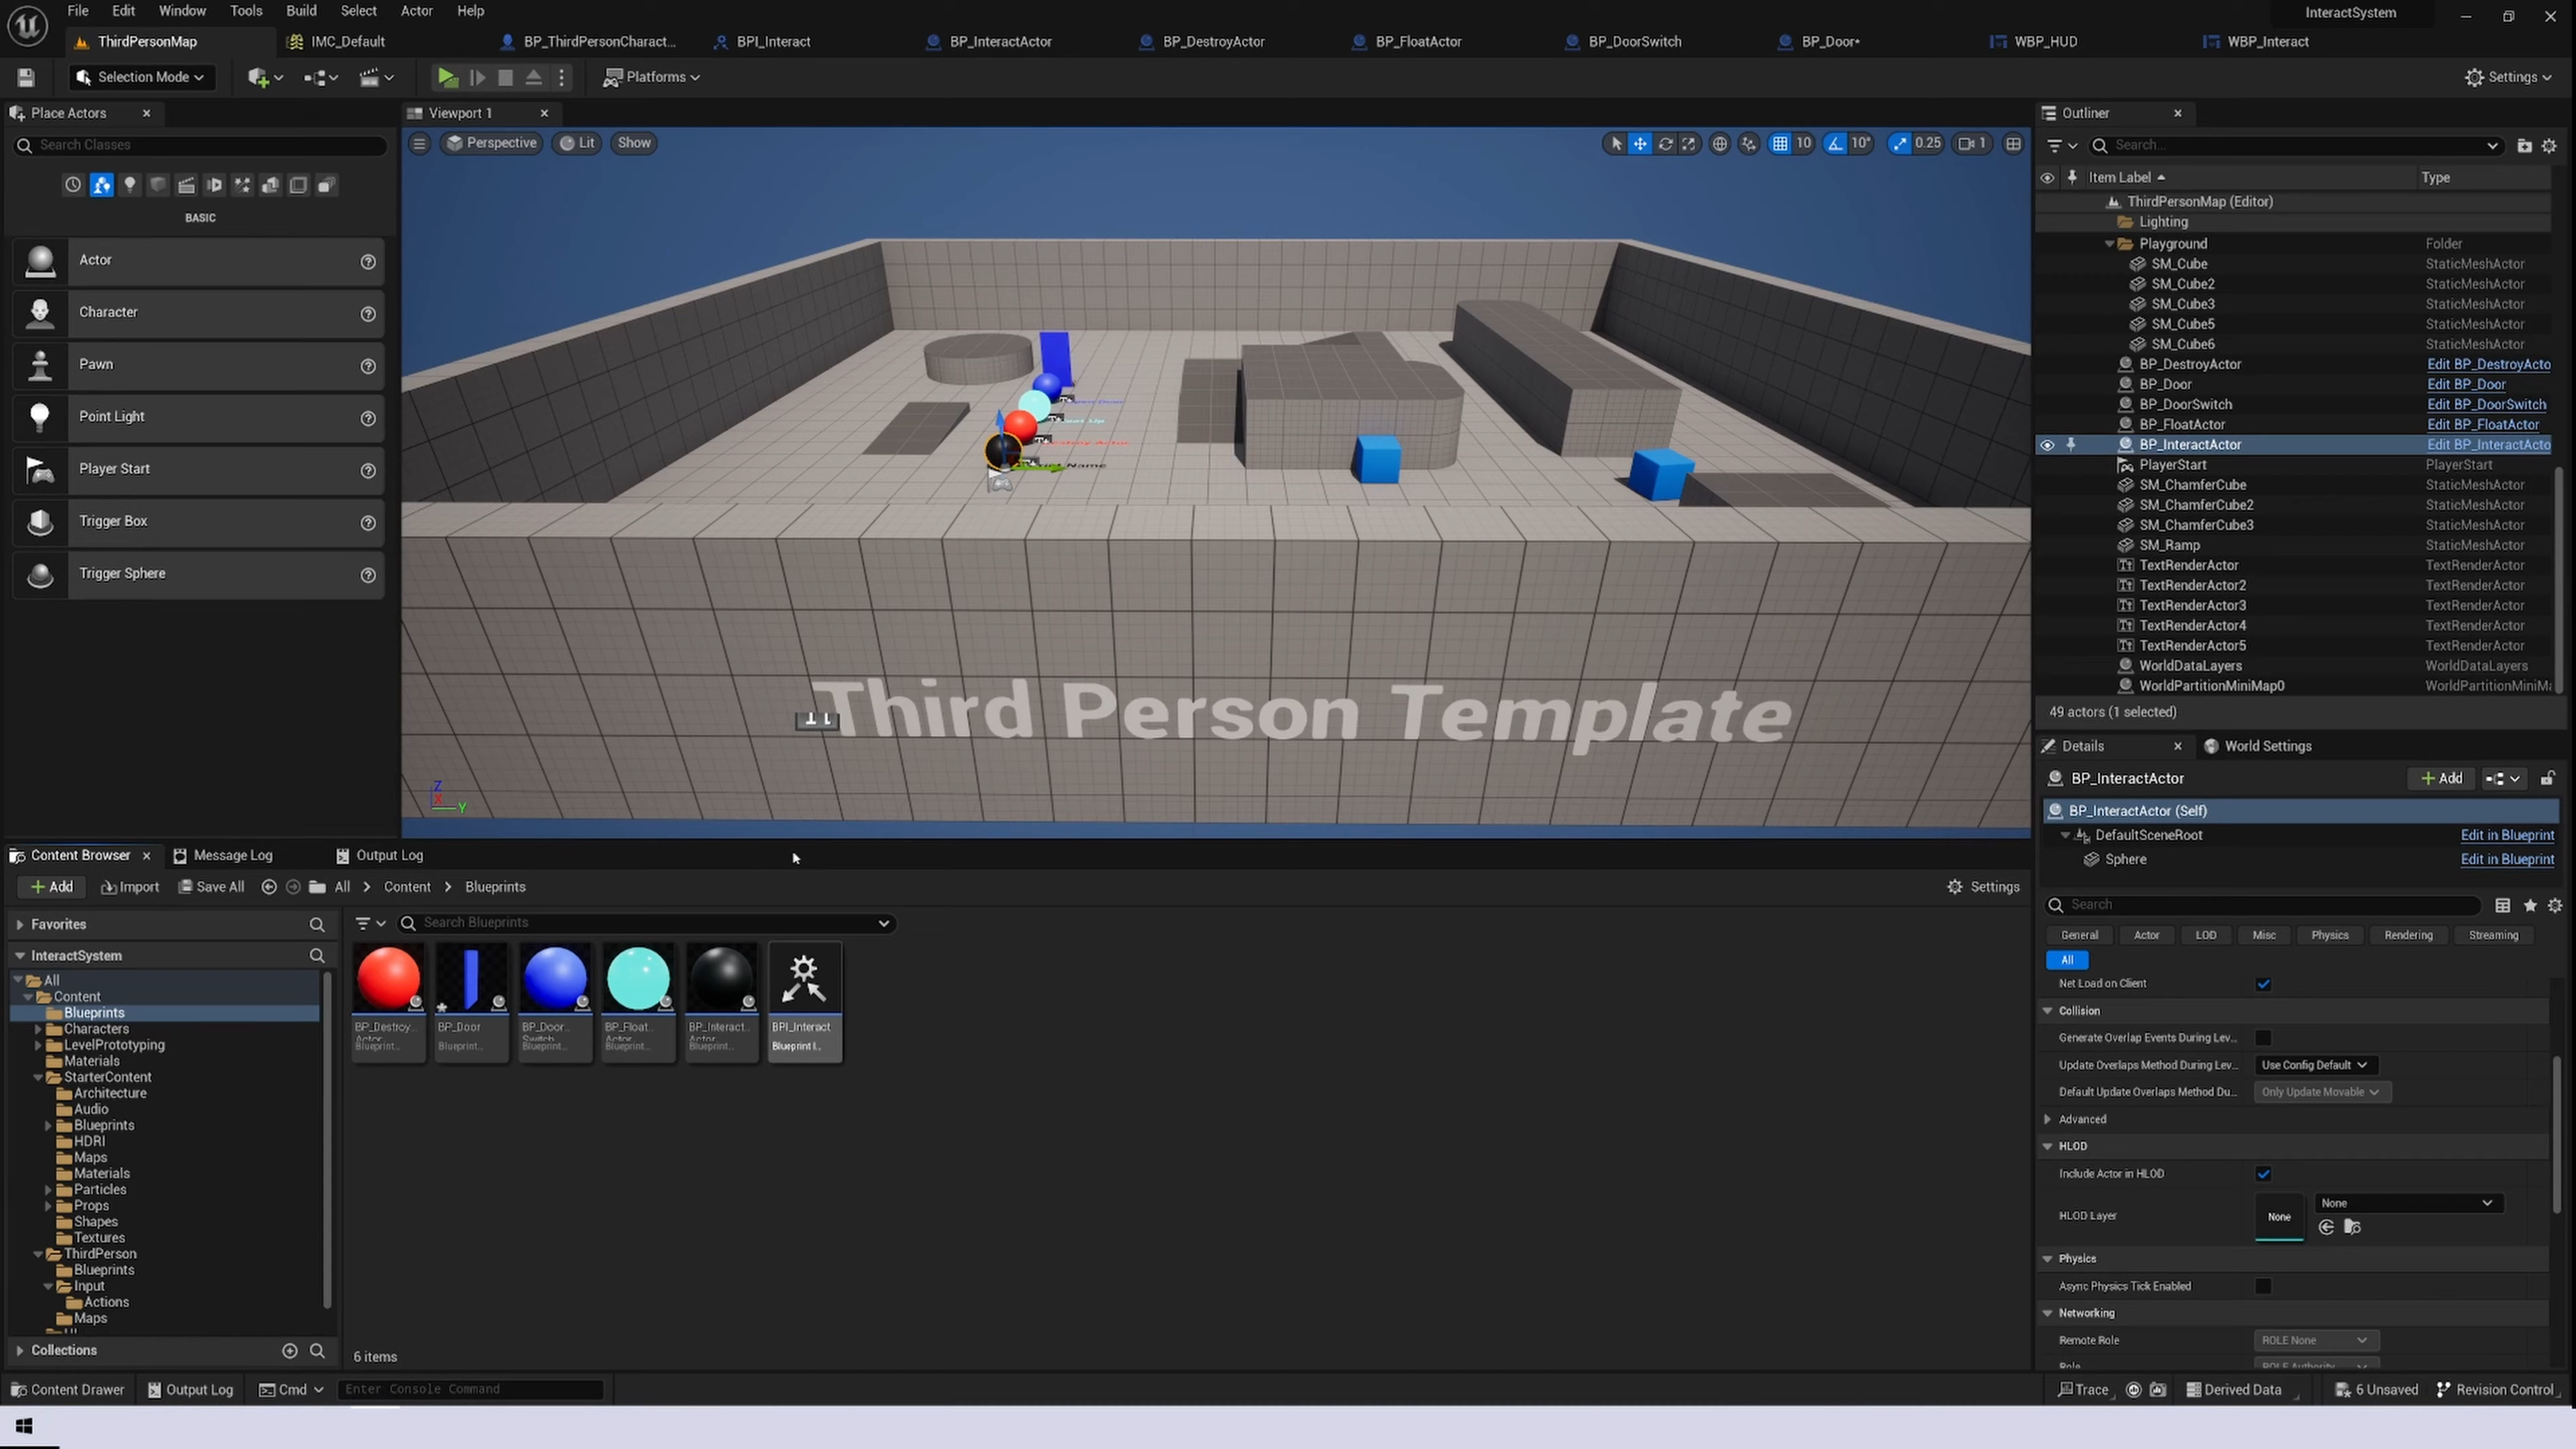 File Edit Window Tools Build Select Actor Help
InteractSystem
ThirdPersonMap
IMC_Default
BP_ThirdPersonCharact...
BPI_Interact
BP_InteractActor
BP_DestroyActor
BP_FloatActor
BP_DoorSwitch
BP_Door*
WBP_HUD
WBP_Interact
Selection Mode
Platforms
Settings
Place Actors
Search Classes
BASIC
Actor
Character
Pawn
Point Light
Player Start
Trigger Box
Trigger Sphere
Viewport 1
Perspective
Lit
Show
10
10°
0.25
1
Third Person Template
Z
X
Y
Outliner
Search...
Item Label
Type
ThirdPersonMap (Editor)
Lighting
Playground Folder
SM_Cube StaticMeshActor
SM_Cube2 StaticMeshActor
SM_Cube3 StaticMeshActor
SM_Cube5 StaticMeshActor
SM_Cube6 StaticMeshActor
BP_DestroyActor Edit BP_DestroyActo
BP_Door Edit BP_Door
BP_DoorSwitch Edit BP_DoorSwitch
BP_FloatActor Edit BP_FloatActor
BP_InteractActor Edit BP_InteractActo
PlayerStart PlayerStart
SM_ChamferCube StaticMeshActor
SM_ChamferCube2 StaticMeshActor
SM_ChamferCube3 StaticMeshActor
SM_Ramp StaticMeshActor
TextRenderActor TextRenderActor
TextRenderActor2 TextRenderActor
TextRenderActor3 TextRenderActor
TextRenderActor4 TextRenderActor
TextRenderActor5 TextRenderActor
WorldDataLayers WorldDataLayers
WorldPartitionMiniMap0 WorldPartitionMiniM
49 actors (1 selected)
Details
World Settings
BP_InteractActor
Add
BP_InteractActor (Self)
DefaultSceneRoot Edit in Blueprint
Sphere Edit in Blueprint
Search
General Actor LOD Misc Physics Rendering Streaming
All
Net Load on Client
Collision
Generate Overlap Events During Lev...
Update Overlaps Method During Lev... Use Config Default
Default Update Overlaps Method Du... Only Update Movable
Advanced
HLOD
Include Actor in HLOD
HLOD Layer None None
Physics
Async Physics Tick Enabled
Networking
Remote Role ROLE None
Role ROLE Authority
Content Browser
Message Log
Output Log
Add
Import
Save All
All
Content
Blueprints
Settings
Favorites
InteractSystem
All
Content
Blueprints
Characters
LevelPrototyping
Materials
StarterContent
Architecture
Audio
Blueprints
HDRI
Maps
Materials
Particles
Props
Shapes
Textures
ThirdPerson
Blueprints
Input
Actions
Maps
Collections
Search Blueprints
BP_Destroy..
Actor
Blueprint..
BP_Door
Blueprint..
BP_Door..
Switch
Blueprint..
BP_Float..
Actor
Blueprint..
BP_Interact..
Actor
Blueprint..
BPI_Interact
Blueprint I..
6 items
Content Drawer
Output Log
Cmd
Enter Console Command
Trace
Derived Data
6 Unsaved
Revision Control